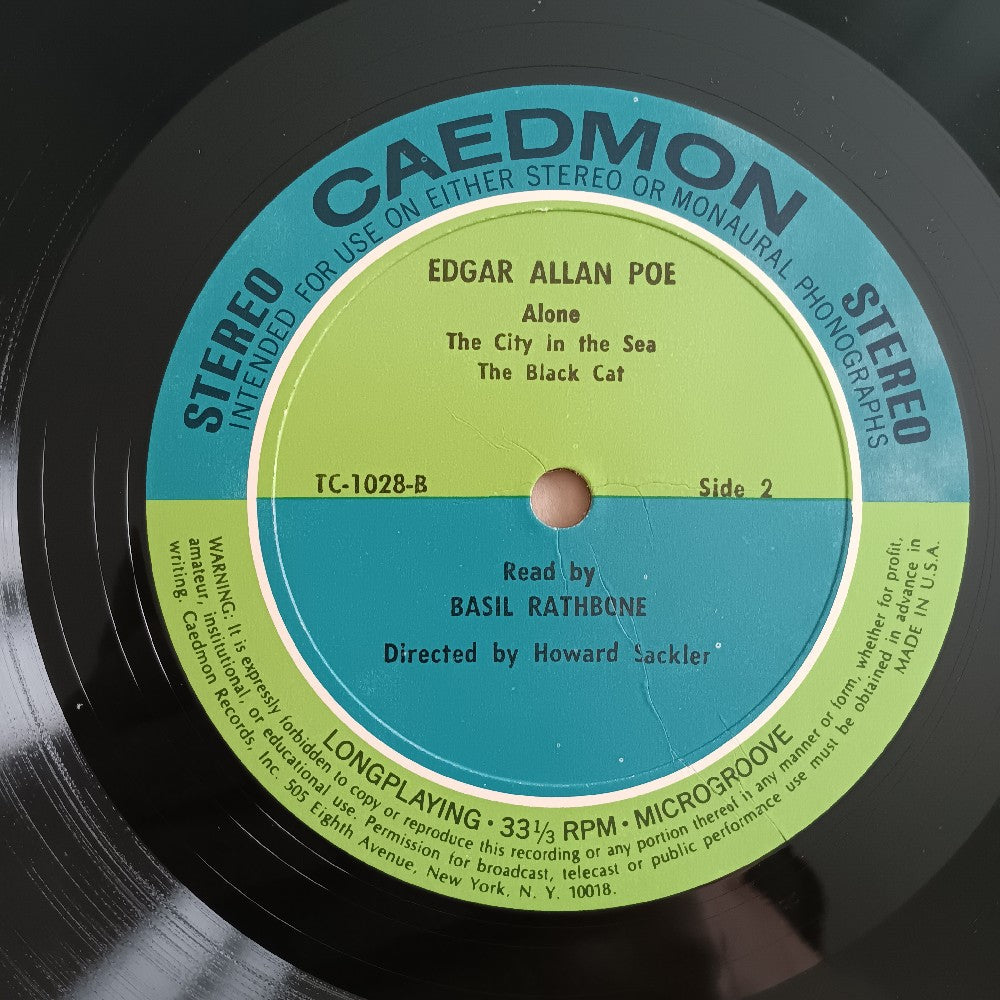 CAEDMON
STEREO
INTENDED FOR USE ON EITHER STEREO OR MONAURAL PHONOGRAPHS
STEREO
EDGAR ALLAN POE
Alone
The City in the Sea
The Black Cat
TC-1028-B
Side 2
Read by
BASIL RATHBONE
Directed by Howard Sackler
LONGPLAYING · 33 1/3 RPM · MICROGROOVE
WARNING: It is expressly forbidden to copy or reproduce this recording or any portion thereof in any manner or form, whether for profit,
amateur, institutional, or educational use. Permission for broadcast, telecast or public performance use must be obtained in advance in
writing. Caedmon Records, Inc. 505 Eighth Avenue, New York, N. Y. 10018.
MADE IN U.S.A.